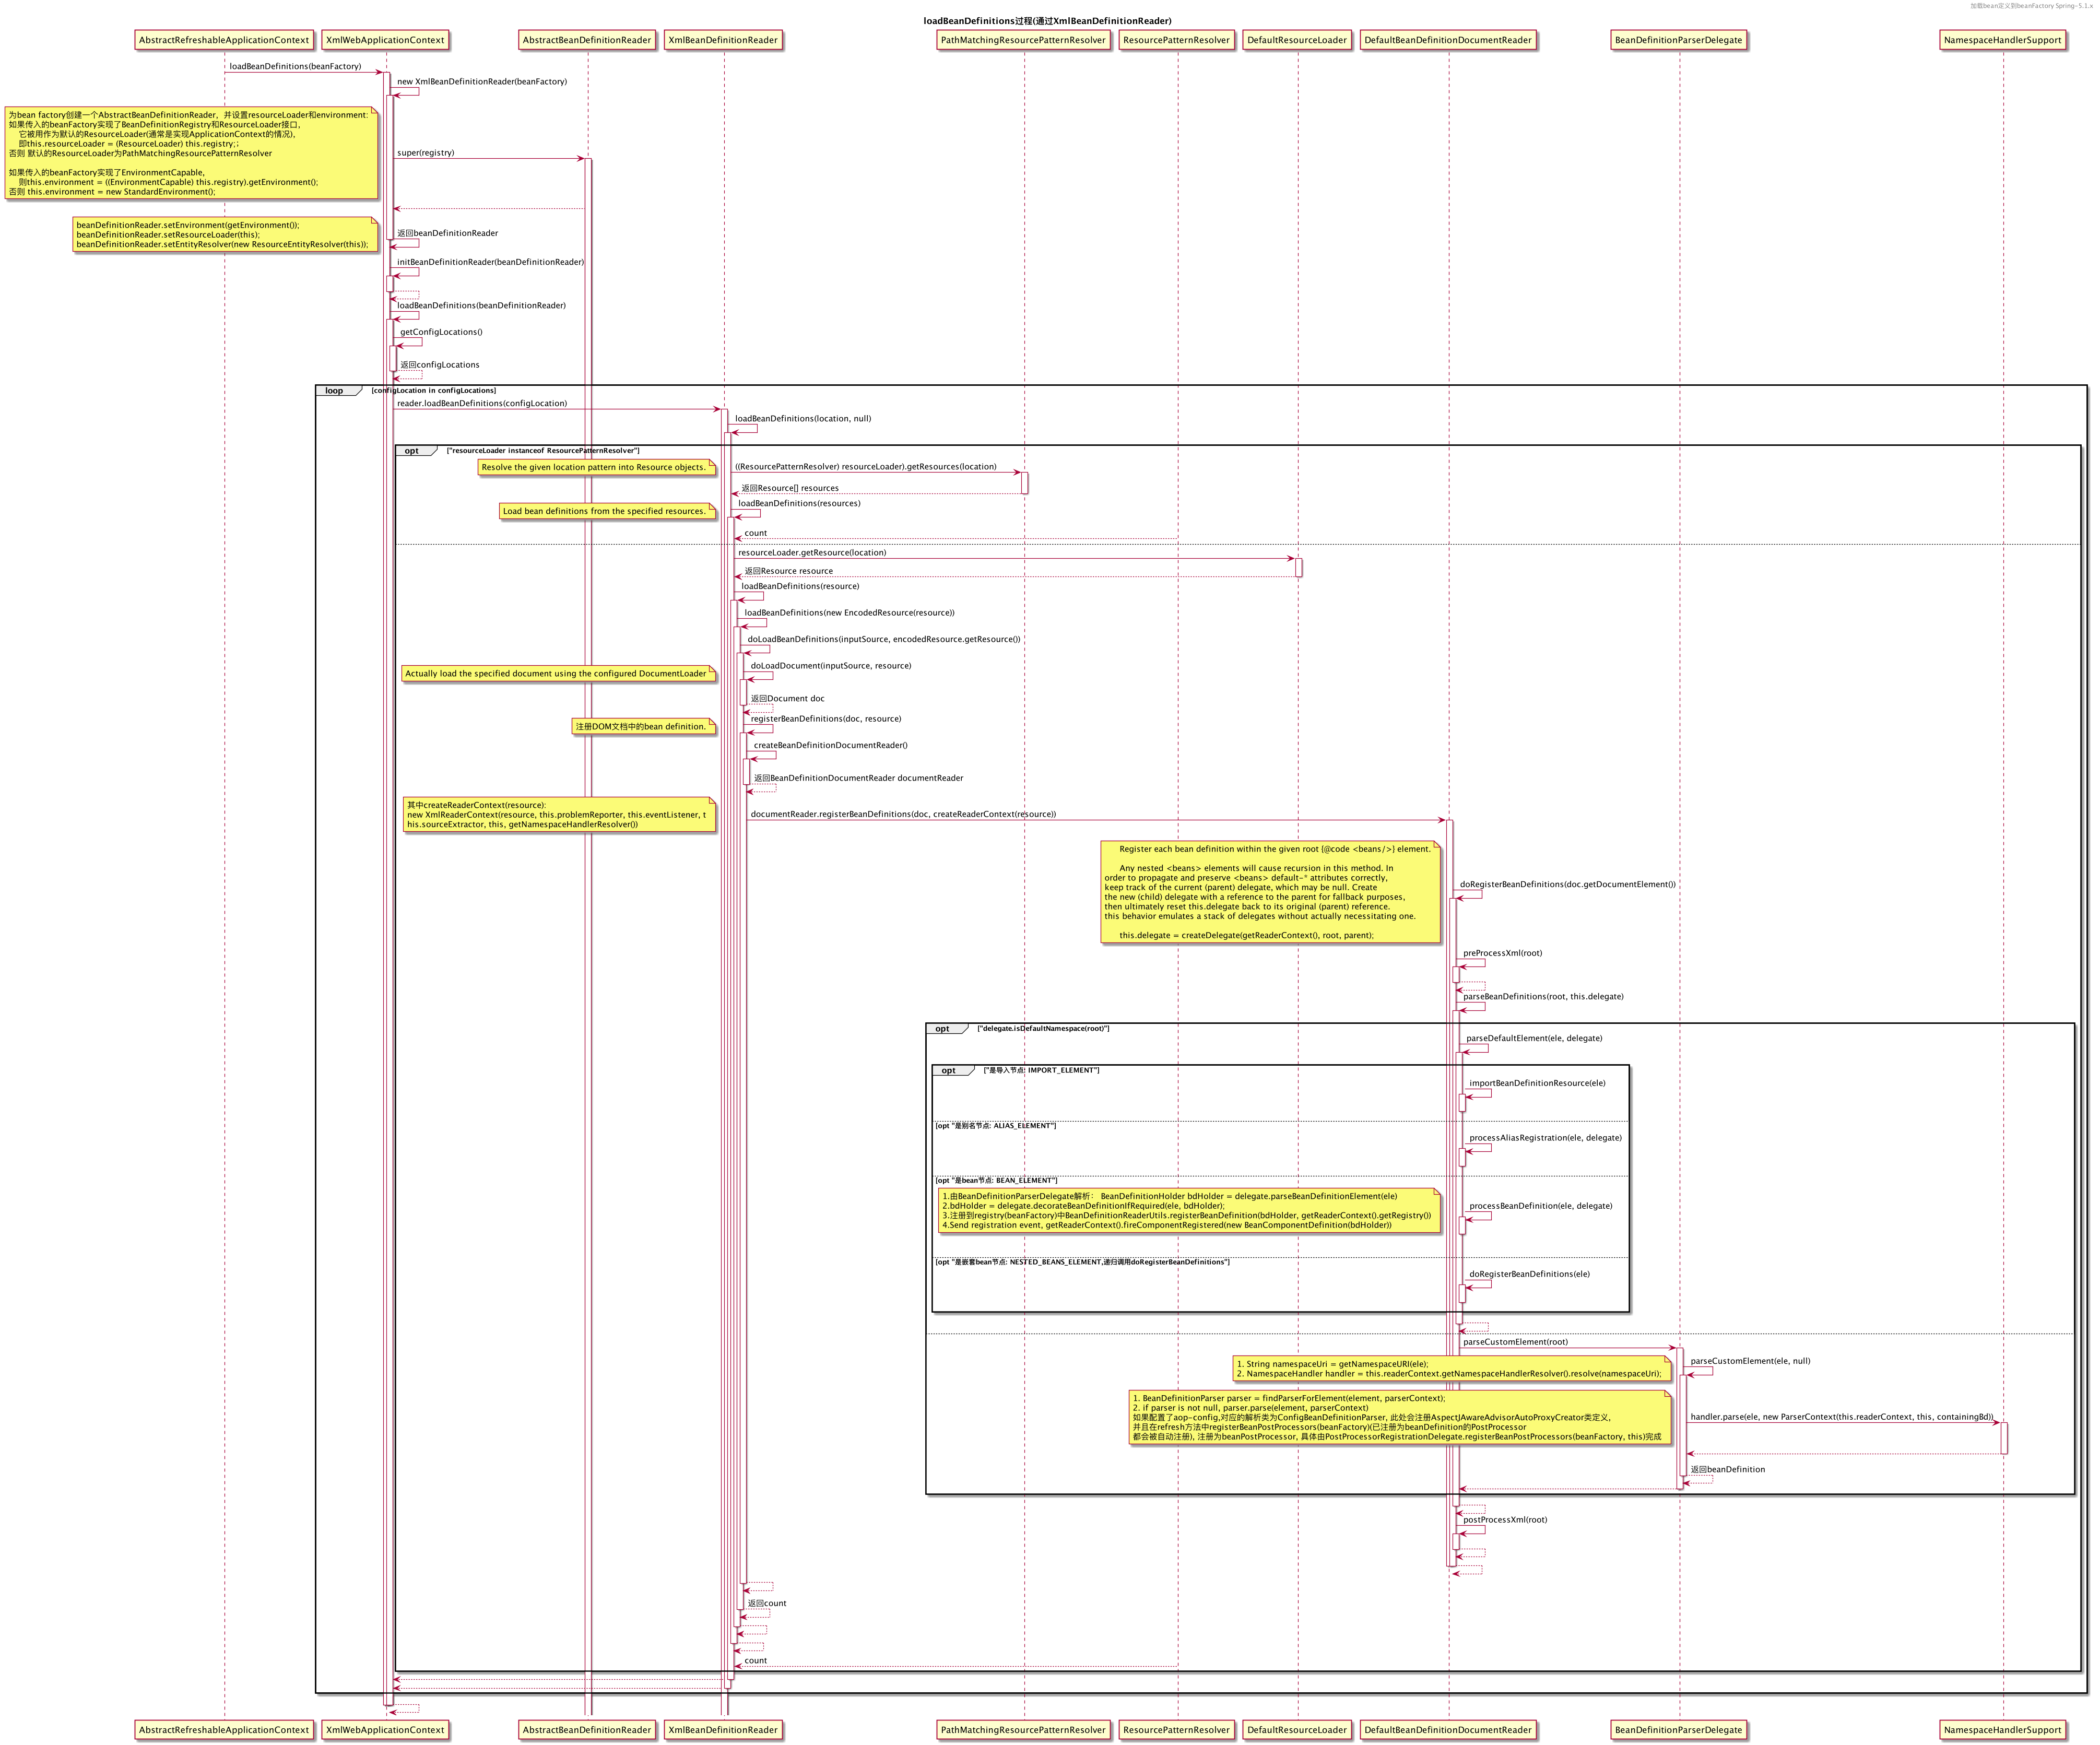 加载bean定义到beanFactory Spring-5.1.x
loadBeanDefinitions过程(通过XmlBeanDefinitionReader)
AbstractRefreshableApplicationContext
XmlWebApplicationContext
AbstractBeanDefinitionReader
XmlBeanDefinitionReader
PathMatchingResourcePatternResolver
ResourcePatternResolver
DefaultResourceLoader
DefaultBeanDefinitionDocumentReader
BeanDefinitionParserDelegate
NamespaceHandlerSupport
loadBeanDefinitions(beanFactory)
new XmlBeanDefinitionReader(beanFactory)
为bean factory创建一个AbstractBeanDefinitionReader, 并设置resourceLoader和environment:
如果传入的beanFactory实现了BeanDefinitionRegistry和ResourceLoader接口,
它被用作为默认的ResourceLoader(通常是实现ApplicationContext的情况),
即this.resourceLoader = (ResourceLoader) this.registry;;
否则 默认的ResourceLoader为PathMatchingResourcePatternResolver
如果传入的beanFactory实现了EnvironmentCapable,
则this.environment = ((EnvironmentCapable) this.registry).getEnvironment();
否则 this.environment = new StandardEnvironment();
super(registry)
beanDefinitionReader.setEnvironment(getEnvironment());
beanDefinitionReader.setResourceLoader(this);
beanDefinitionReader.setEntityResolver(new ResourceEntityResolver(this));
返回beanDefinitionReader
initBeanDefinitionReader(beanDefinitionReader)
loadBeanDefinitions(beanDefinitionReader)
getConfigLocations()
返回configLocations
loop [configLocation in configLocations]
reader.loadBeanDefinitions(configLocation)
loadBeanDefinitions(location, null)
opt ["resourceLoader instanceof ResourcePatternResolver"]
Resolve the given location pattern into Resource objects.
((ResourcePatternResolver) resourceLoader).getResources(location)
返回Resource[] resources
Load bean definitions from the specified resources.
loadBeanDefinitions(resources)
count
resourceLoader.getResource(location)
返回Resource resource
loadBeanDefinitions(resource)
loadBeanDefinitions(new EncodedResource(resource))
doLoadBeanDefinitions(inputSource, encodedResource.getResource())
Actually load the specified document using the configured DocumentLoader
doLoadDocument(inputSource, resource)
返回Document doc
注册DOM文档中的bean definition.
registerBeanDefinitions(doc, resource)
createBeanDefinitionDocumentReader()
返回BeanDefinitionDocumentReader documentReader
其中createReaderContext(resource):
new XmlReaderContext(resource, this.problemReporter, this.eventListener, t
his.sourceExtractor, this, getNamespaceHandlerResolver())
documentReader.registerBeanDefinitions(doc, createReaderContext(resource))
Register each bean definition within the given root {@code <beans/>} element.
Any nested <beans> elements will cause recursion in this method. In
order to propagate and preserve <beans> default-* attributes correctly,
keep track of the current (parent) delegate, which may be null. Create
the new (child) delegate with a reference to the parent for fallback purposes,
then ultimately reset this.delegate back to its original (parent) reference.
this behavior emulates a stack of delegates without actually necessitating one.
this.delegate = createDelegate(getReaderContext(), root, parent);
doRegisterBeanDefinitions(doc.getDocumentElement())
preProcessXml(root)
parseBeanDefinitions(root, this.delegate)
opt ["delegate.isDefaultNamespace(root)"]
parseDefaultElement(ele, delegate)
opt ["是导入节点: IMPORT_ELEMENT"]
importBeanDefinitionResource(ele)
[opt "是别名节点: ALIAS_ELEMENT"]
processAliasRegistration(ele, delegate)
[opt "是bean节点: BEAN_ELEMENT"]
1.由BeanDefinitionParserDelegate解析： BeanDefinitionHolder bdHolder = delegate.parseBeanDefinitionElement(ele)
2.bdHolder = delegate.decorateBeanDefinitionIfRequired(ele, bdHolder);
3.注册到registry(beanFactory)中BeanDefinitionReaderUtils.registerBeanDefinition(bdHolder, getReaderContext().getRegistry())
4.Send registration event, getReaderContext().fireComponentRegistered(new BeanComponentDefinition(bdHolder))
processBeanDefinition(ele, delegate)
[opt "是嵌套bean节点: NESTED_BEANS_ELEMENT,递归调用doRegisterBeanDefinitions"]
doRegisterBeanDefinitions(ele)
parseCustomElement(root)
1. String namespaceUri = getNamespaceURI(ele);
2. NamespaceHandler handler = this.readerContext.getNamespaceHandlerResolver().resolve(namespaceUri);
parseCustomElement(ele, null)
1. BeanDefinitionParser parser = findParserForElement(element, parserContext);
2. if parser is not null, parser.parse(element, parserContext)
如果配置了aop-config,对应的解析类为ConfigBeanDefinitionParser, 此处会注册AspectJAwareAdvisorAutoProxyCreator类定义,
并且在refresh方法中registerBeanPostProcessors(beanFactory)(已注册为beanDefinition的PostProcessor
都会被自动注册), 注册为beanPostProcessor, 具体由PostProcessorRegistrationDelegate.registerBeanPostProcessors(beanFactory, this)完成
handler.parse(ele, new ParserContext(this.readerContext, this, containingBd))
返回beanDefinition
postProcessXml(root)
返回count
count
AbstractRefreshableApplicationContext
XmlWebApplicationContext
AbstractBeanDefinitionReader
XmlBeanDefinitionReader
PathMatchingResourcePatternResolver
ResourcePatternResolver
DefaultResourceLoader
DefaultBeanDefinitionDocumentReader
BeanDefinitionParserDelegate
NamespaceHandlerSupport